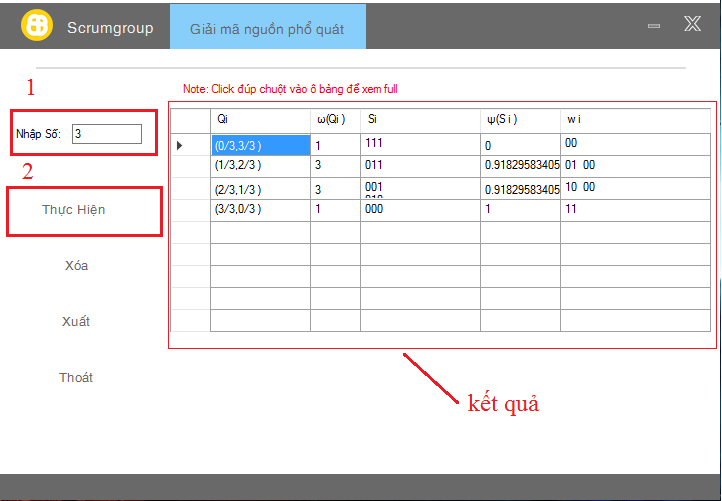 Scrumgroup
Giải mã nguồn phổ quát
X
1
Note: Click đúp chuột vào ô bảng để xem full
Nhập Số: 3
2
Thực Hiện
Xóa
Xuất
Thoát
Qi ω(Qi ) Si ψ(S i ) w i
(0/3,3/3 ) 1 111 0 00
(1/3,2/3 ) 3 011 0.91829583405 01 00
(2/3,1/3 ) 3 001 0.91829583405 10 00
(3/3,0/3 ) 1 000 1 11
kết quả